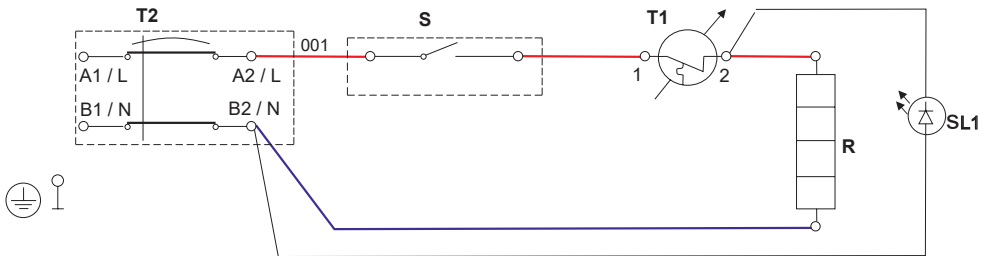 T2
S
T1
001
A1 / L
A2 / L
1
2
B1 / N
B2 / N
SL1
R